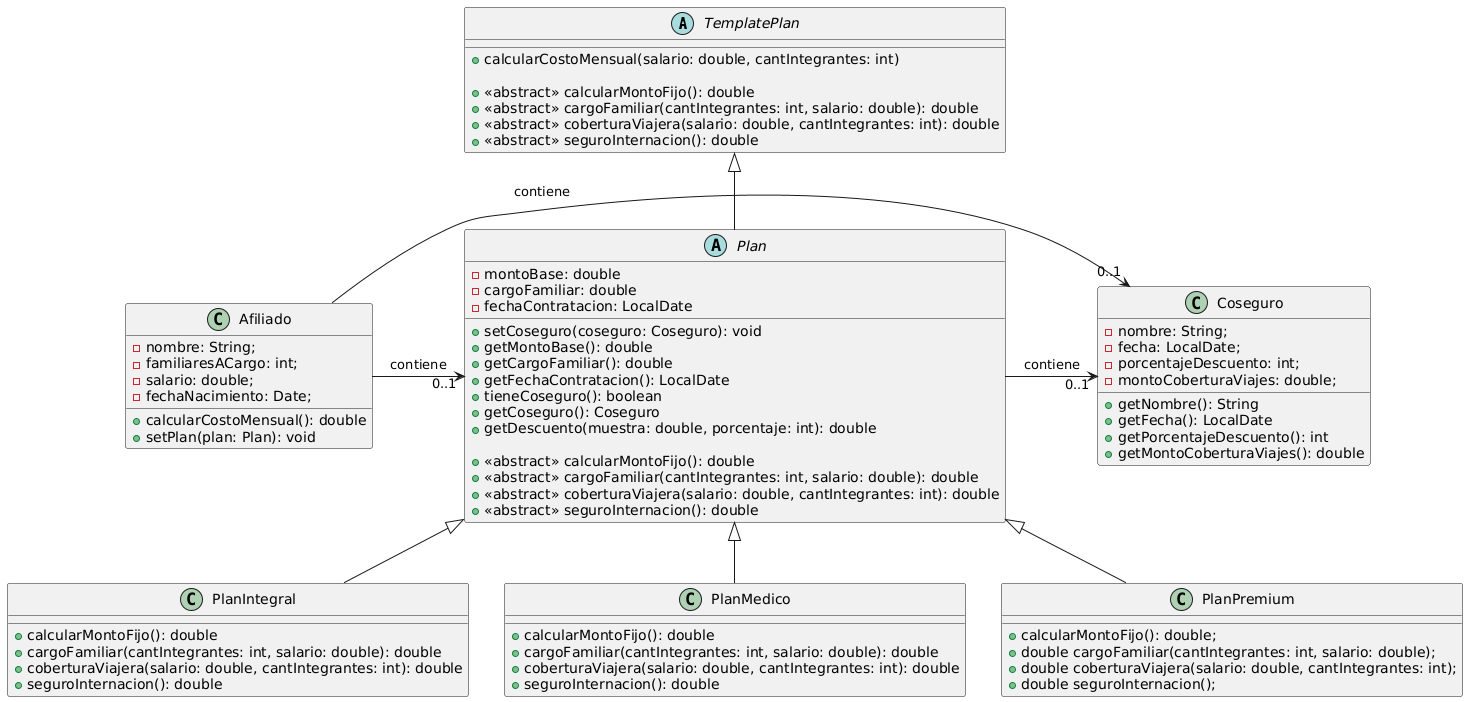 A TemplatePlan
calcularCostoMensual(salario: double, cantIntegrantes: int)
«abstract» calcularMontoFijo(): double
«abstract» cargoFamiliar(cantIntegrantes: int, salario: double): double
«abstract» coberturaViajera(salario: double, cantIntegrantes: int): double
«abstract» seguroInternacion(): double
contiene
0..1
A Plan
montoBase: double
cargoFamiliar: double
fechaContratacion: LocalDate
setCoseguro(coseguro: Coseguro): void
getMontoBase(): double
getCargoFamiliar(): double
getFechaContratacion(): LocalDate
tieneCoseguro(): boolean
getCoseguro(): Coseguro
getDescuento(muestra: double, porcentaje: int): double
«abstract» calcularMontoFijo(): double
«abstract» cargoFamiliar(cantIntegrantes: int, salario: double): double
«abstract» coberturaViajera(salario: double, cantIntegrantes: int): double
«abstract» seguroInternacion(): double
C Afiliado
nombre: String;
familiaresACargo: int;
salario: double;
fechaNacimiento: Date;
calcularCostoMensual(): double
setPlan(plan: Plan): void
contiene
0..1
contiene
0..1
C Coseguro
nombre: String;
fecha: LocalDate;
porcentajeDescuento: int;
montoCoberturaViajes: double;
getNombre(): String
getFecha(): LocalDate
getPorcentajeDescuento(): int
getMontoCoberturaViajes(): double
C PlanIntegral
calcularMontoFijo(): double
cargoFamiliar(cantIntegrantes: int, salario: double): double
coberturaViajera(salario: double, cantIntegrantes: int): double
seguroInternacion(): double
C PlanMedico
calcularMontoFijo(): double
cargoFamiliar(cantIntegrantes: int, salario: double): double
coberturaViajera(salario: double, cantIntegrantes: int): double
seguroInternacion(): double
C PlanPremium
calcularMontoFijo(): double;
double cargoFamiliar(cantIntegrantes: int, salario: double);
double coberturaViajera(salario: double, cantIntegrantes: int);
double seguroInternacion();